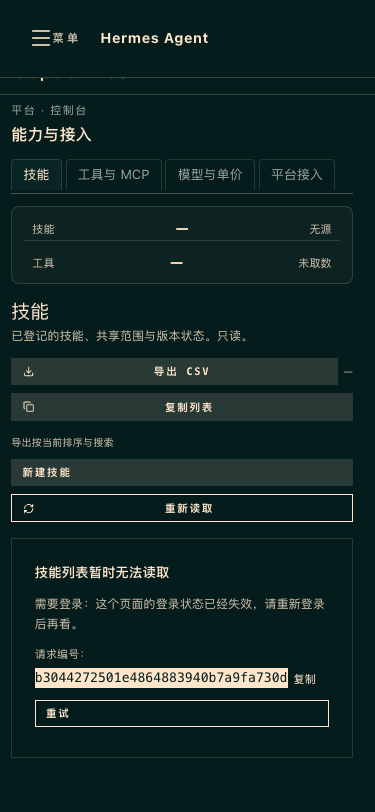 菜单
Hermes Agent
平台 · 控制台
能力与接入
技能
工具与 MCP
模型与单价
平台接入
技能 — 无源
工具 — 未取数
技能
已登记的技能、共享范围与版本状态。只读。
导出 CSV —
复制列表
导出按当前排序与搜索
新建技能
重新读取
技能列表暂时无法读取
需要登录：这个页面的登录状态已经失效，请重新登录
后再看。
请求编号：
b3044272501e4864883940b7a9fa730d 复制
重试